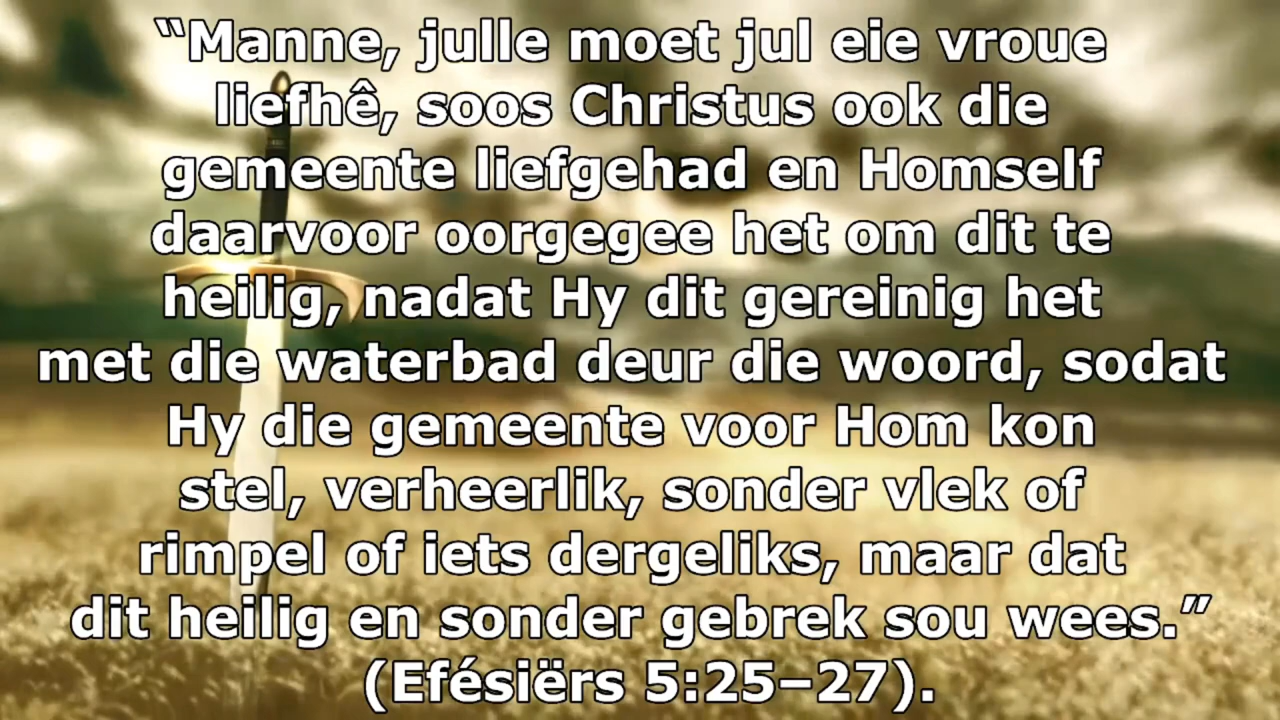 “Manne, julle moet jul eie vroue
liefhê, soos Christus ook die
gemeente liefgehad en Homself
daarvoor oorgegee het om dit te
heilig, nadat Hy dit gereinig het
met die waterbad deur die woord, sodat
Hy die gemeente voor Hom kon
stel, verheerlik, sonder vlek of
rimpel of iets dergeliks, maar dat
dit heilig en sonder gebrek sou wees.”
(Efésiërs 5:25–27).